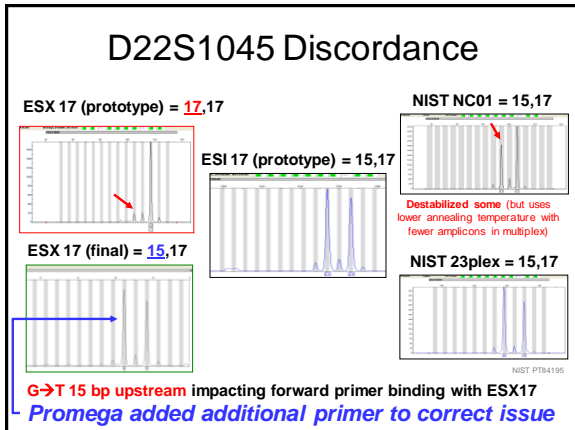 D22S1045 Discordance
ESX 17 (prototype) = 17,17
NIST NC01 = 15,17
ESI 17 (prototype) = 15,17
Destabilized some (but uses
lower annealing temperature with
fewer amplicons in multiplex)
ESX 17 (final) = 15,17
NIST 23plex = 15,17
NIST PT84195
G→T 15 bp upstream impacting forward primer binding with ESX17
Promega added additional primer to correct issue